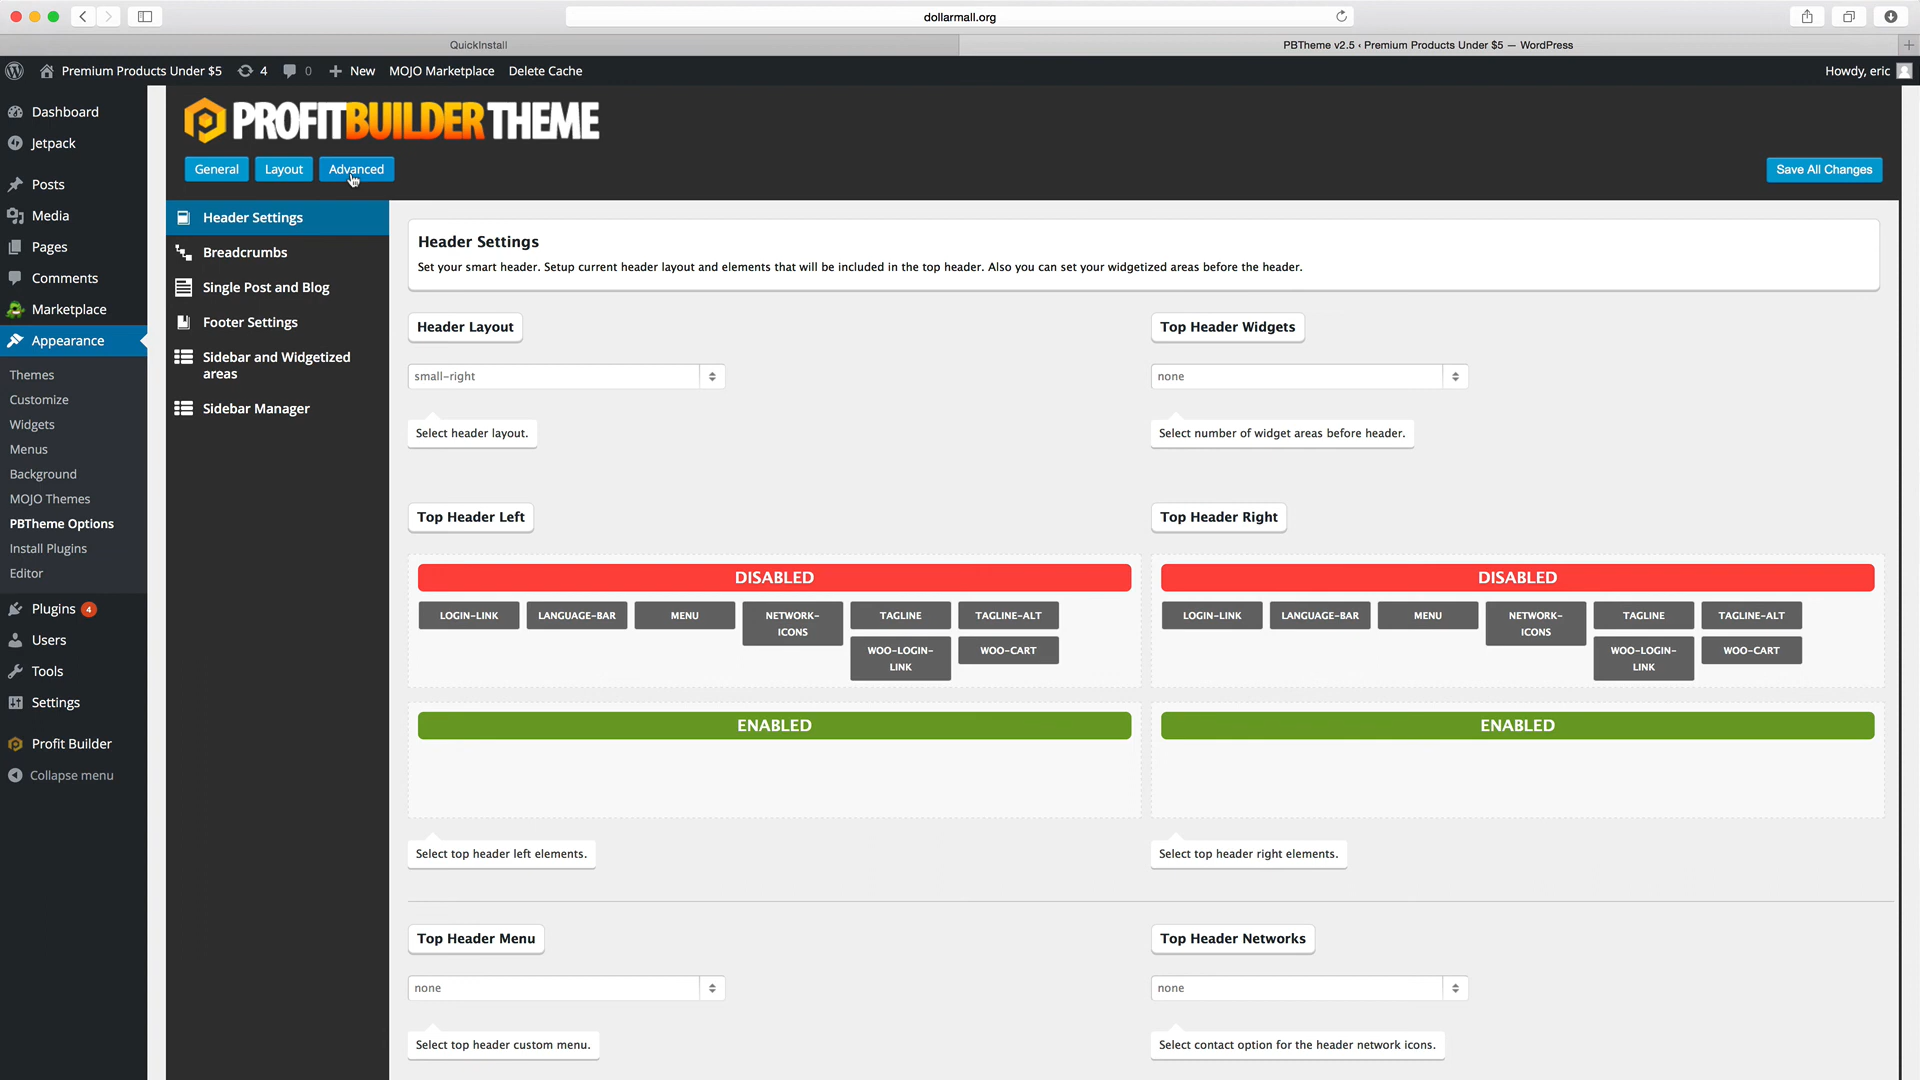 dollarmall.org
QuickInstall
PBTheme v2.5 ‹ Premium Products Under $5 — WordPress
Premium Products Under $5
4
0
New
MOJO Marketplace
Delete Cache
Howdy, eric
PROFITBUILDER THEME
General
Layout
Advanced
Save All Changes
Dashboard
Jetpack
Posts
Media
Pages
Comments
Marketplace
Appearance
Themes
Customize
Widgets
Menus
Background
MOJO Themes
PBTheme Options
Install Plugins
Editor
Plugins 4
Users
Tools
Settings
Profit Builder
Collapse menu
Header Settings
Breadcrumbs
Single Post and Blog
Footer Settings
Sidebar and Widgetized
areas
Sidebar Manager
Header Settings
Set your smart header. Setup current header layout and elements that will be included in the top header. Also you can set your widgetized areas before the header.
Header Layout
small-right
Select header layout.
Top Header Widgets
none
Select number of widget areas before header.
Top Header Left
DISABLED
LOGIN-LINK
LANGUAGE-BAR
MENU
NETWORK-
ICONS
TAGLINE
TAGLINE-ALT
WOO-LOGIN-
LINK
WOO-CART
ENABLED
Select top header left elements.
Top Header Right
DISABLED
LOGIN-LINK
LANGUAGE-BAR
MENU
NETWORK-
ICONS
TAGLINE
TAGLINE-ALT
WOO-LOGIN-
LINK
WOO-CART
ENABLED
Select top header right elements.
Top Header Menu
none
Select top header custom menu.
Top Header Networks
none
Select contact option for the header network icons.